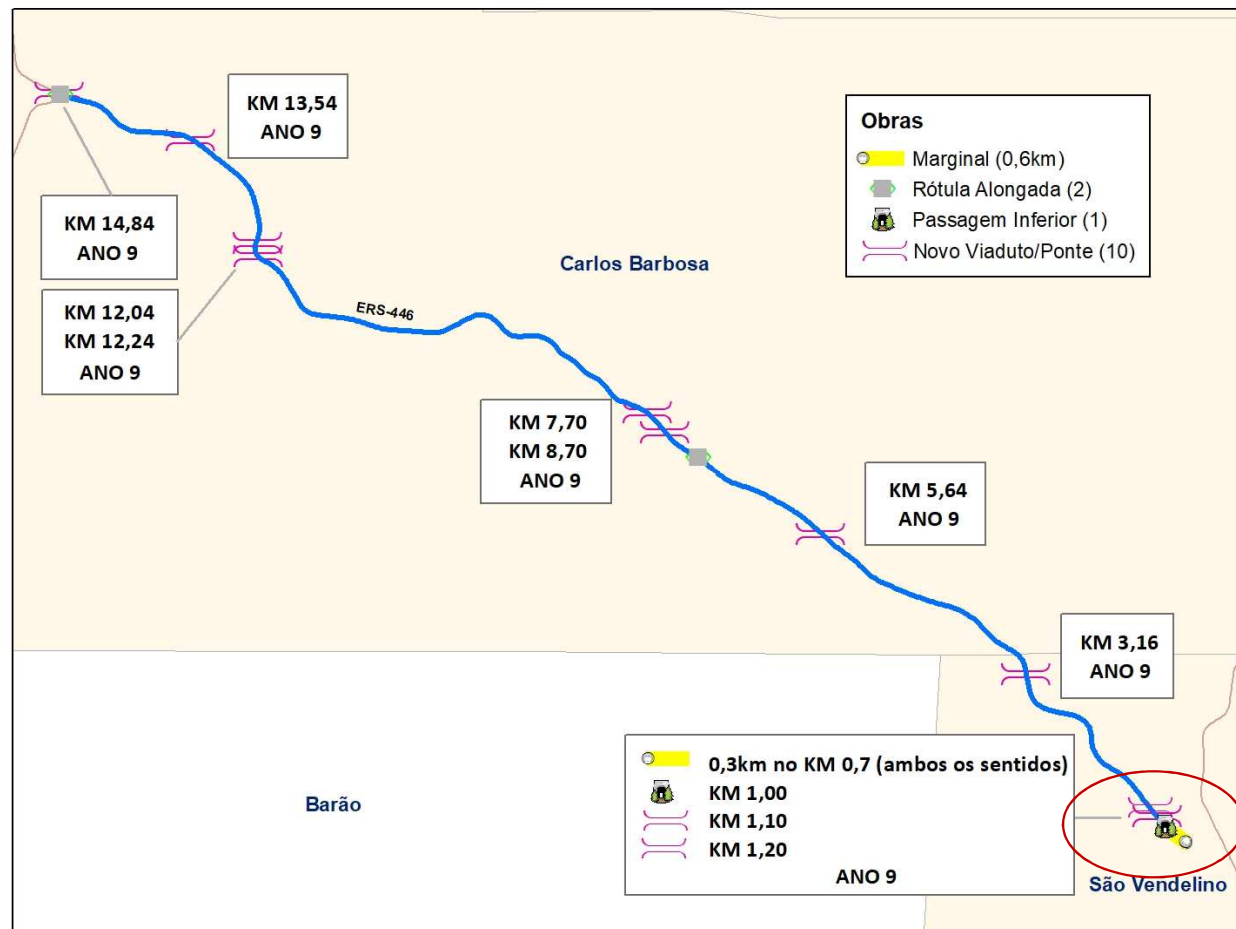 KM 13,54
ANO 9
Obras
Marginal (0,6km)
Rótula Alongada (2)
Passagem Inferior (1)
Novo Viaduto/Ponte (10)
KM 14,84
ANO 9
Carlos Barbosa
KM 12,04
KM 12,24
ANO 9
ERS-446
KM 7,70
KM 8,70
ANO 9
KM 5,64
ANO 9
KM 3,16
ANO 9
0,3km no KM 0,7 (ambos os sentidos)
KM 1,00
KM 1,10
KM 1,20
ANO 9
Barão
São Vendelino